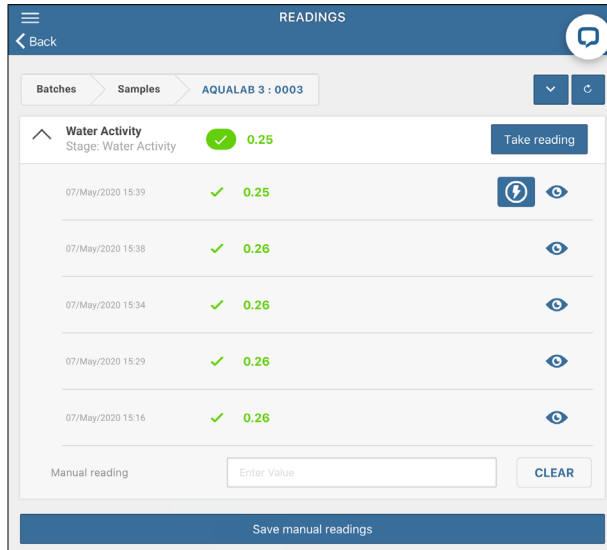 READINGS
Back
Batches Samples AQUALAB 3 : 0003
Water Activity
Stage: Water Activity
0.25
Take reading
07/May/2020 15:39 0.25
07/May/2020 15:38 0.26
07/May/2020 15:34 0.26
07/May/2020 15:29 0.26
07/May/2020 15:16 0.26
Manual reading Enter Value CLEAR
Save manual readings